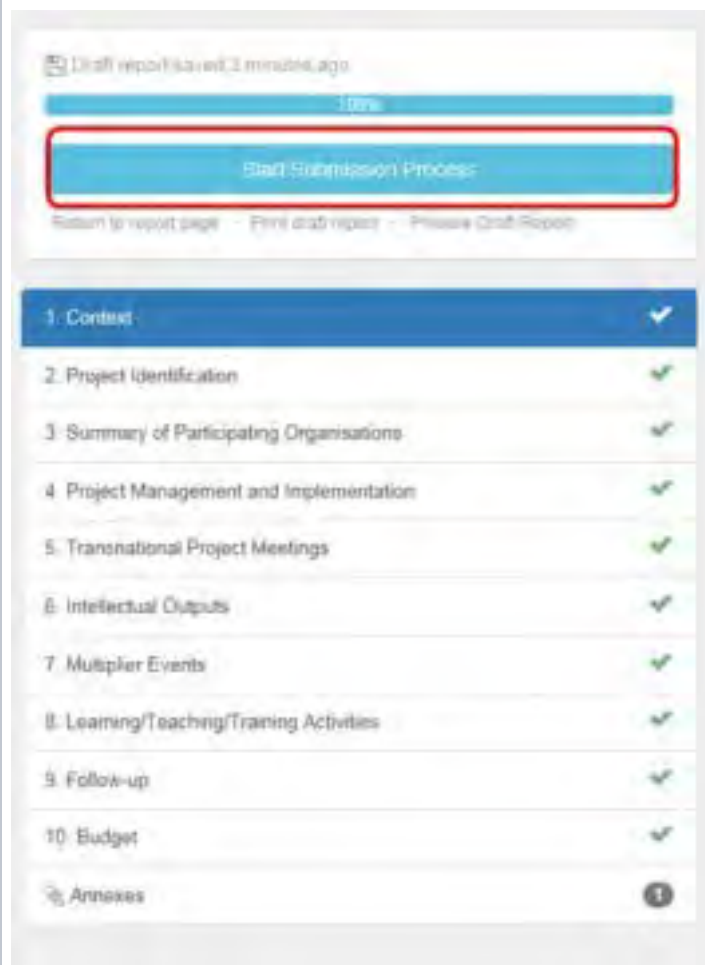 Draft report saved 3 minutes ago
100%
Start Submission Process
Return to report page - Print draft report - Preview Draft Report
1. Context
2. Project Identification
3. Summary of Participating Organisations
4. Project Management and Implementation
5. Transnational Project Meetings
6. Intellectual Outputs
7. Multiplier Events
8. Learning/Teaching/Training Activities
9. Follow-up
10. Budget
Annexes 1